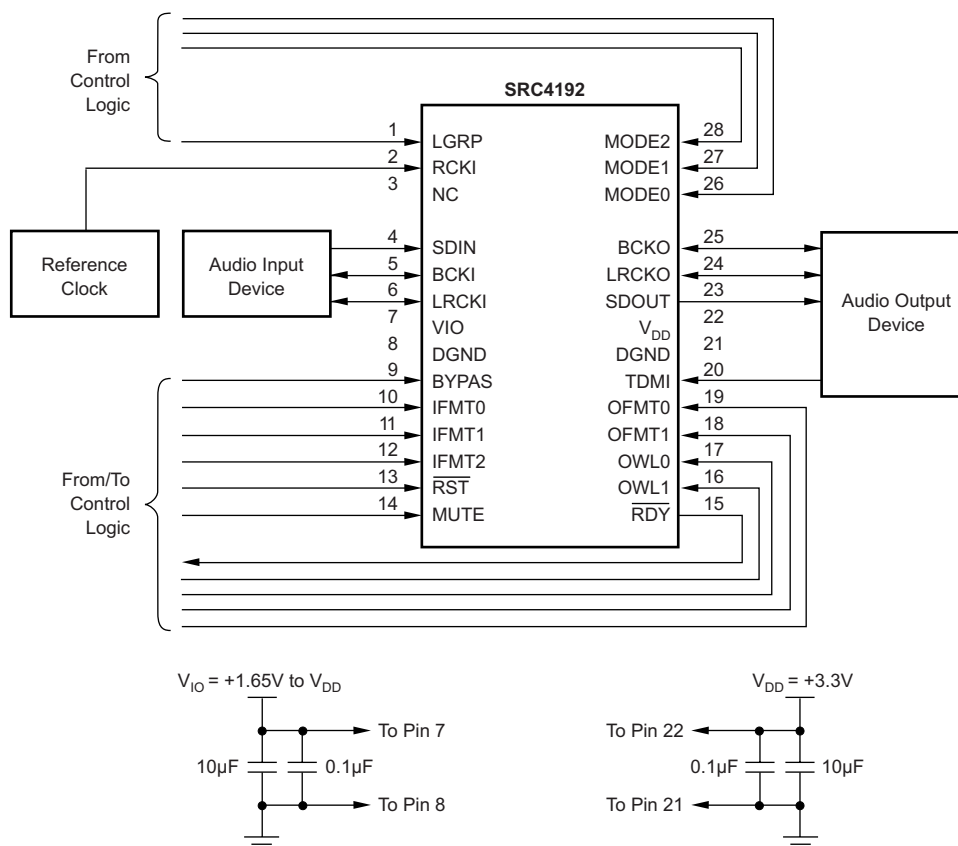 From
Control
Logic
SRC4192
1 LGRP MODE2 28
2 RCKI MODE1 27
3 NC MODE0 26
Reference
Clock
Audio Input
Device
4 SDIN BCKO 25
5 BCKI LRCKO 24
6 LRCKI SDOUT 23
7 VIO VDD 22
8 DGND DGND 21
9 BYPAS TDMI 20
10 IFMT0 OFMT0 19
11 IFMT1 OFMT1 18
12 IFMT2 OWL0 17
13 RST OWL1 16
14 MUTE RDY 15
Audio Output
Device
From/To
Control
Logic
VIO = +1.65V to VDD
To Pin 7
10µF 0.1µF
To Pin 8
VDD = +3.3V
To Pin 22
0.1µF 10µF
To Pin 21